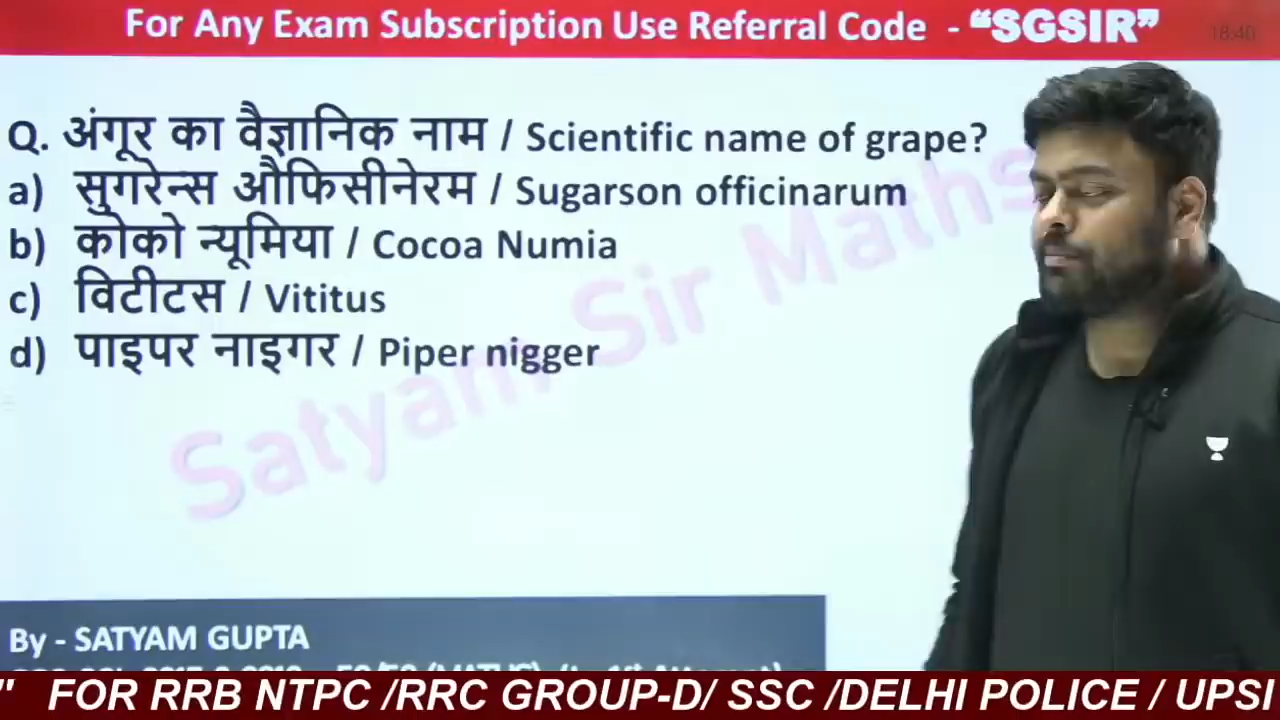 For Any Exam Subscription Use Referral Code - “SGSIR”
18:40
Q. अंगूर का वैज्ञानिक नाम / Scientific name of grape?
a) सुगरेन्स औफिसीनेरम / Sugarson officinarum
b) कोको न्यूमिया / Cocoa Numia
c) विटीटस / Vititus
d) पाइपर नाइगर / Piper nigger
Satyam Sir Maths
By - SATYAM GUPTA
" FOR RRB NTPC /RRC GROUP-D/ SSC /DELHI POLICE / UPSI